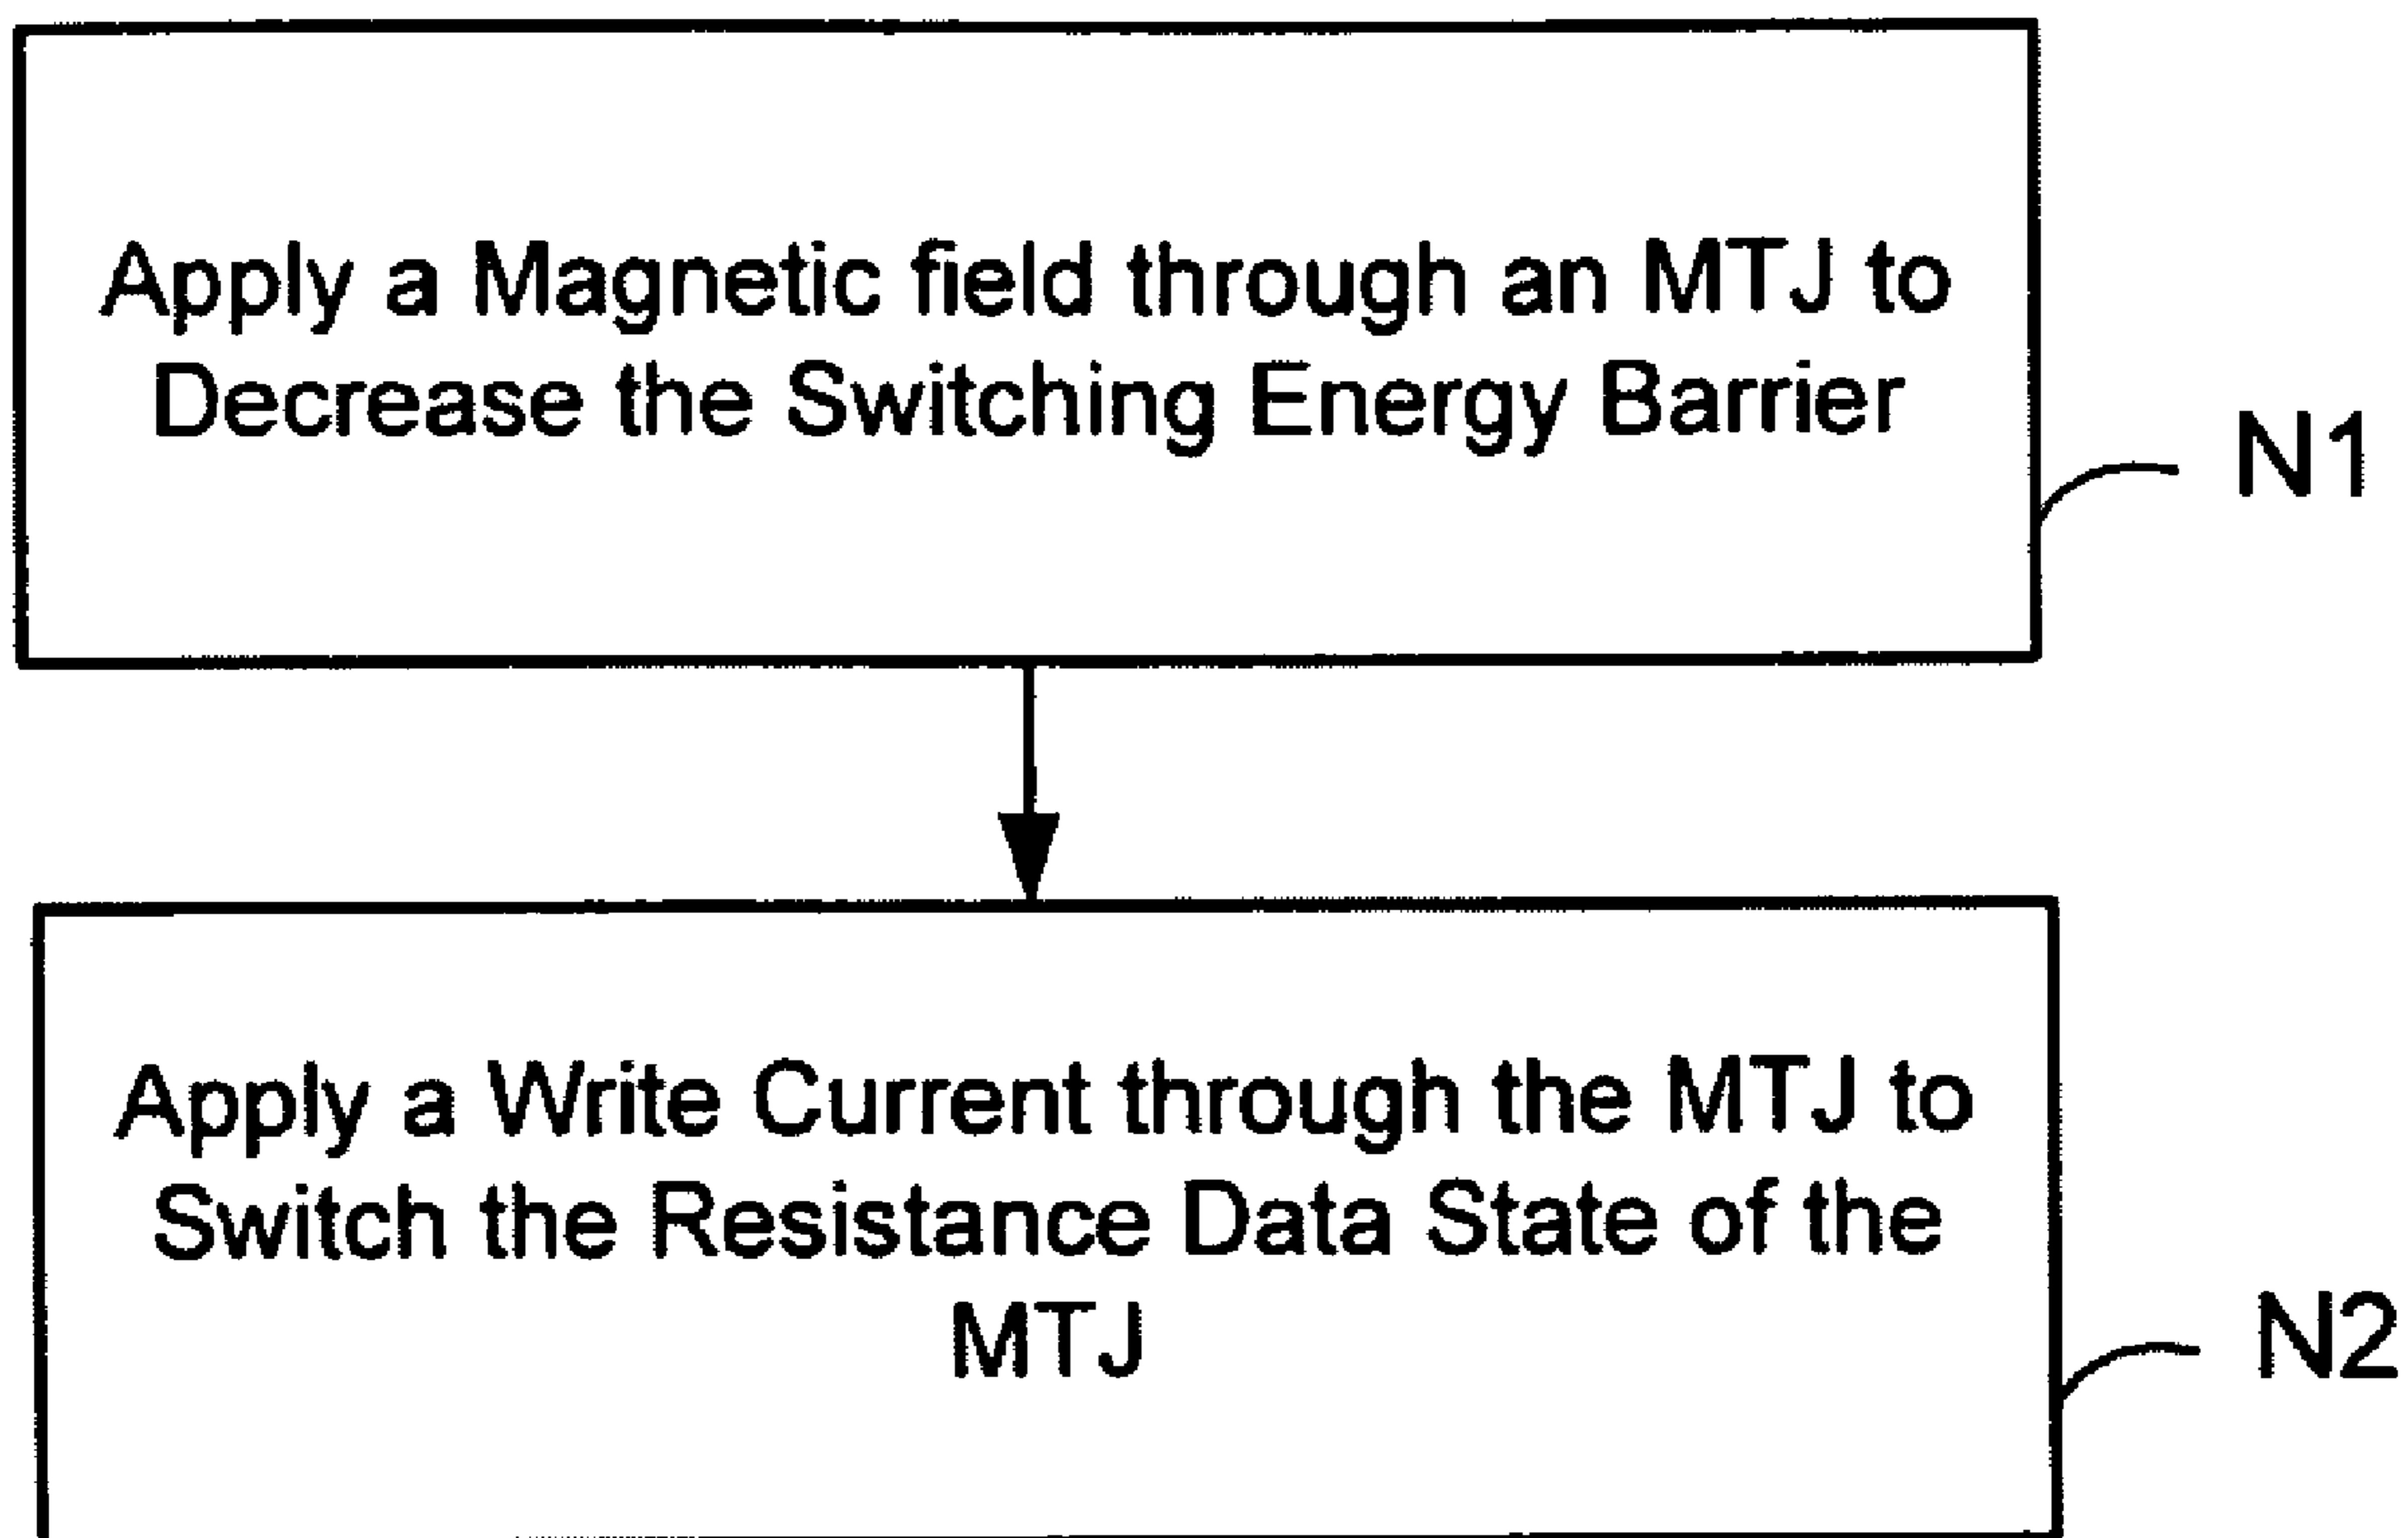 Apply a Magnetic field through an MTJ to
Decrease the Switching Energy Barrier
N1
Apply a Write Current through the MTJ to
Switch the Resistance Data State of the
MTJ
N2